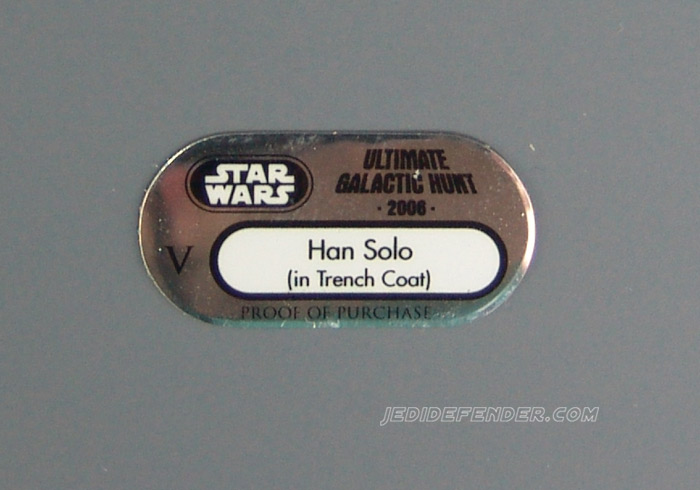 STAR
WARS
ULTIMATE
GALACTIC HUNT
· 2006 ·
V
Han Solo
(in Trench Coat)
PROOF OF PURCHASE
JEDIDEFENDER.COM